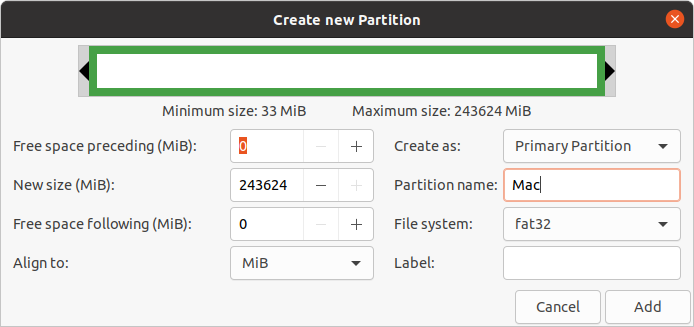 Create new Partition
Minimum size: 33 MiB Maximum size: 243624 MiB
Free space preceding (MiB): 0 Create as: Primary Partition
New size (MiB): 243624 Partition name: Mac
Free space following (MiB): 0 File system: fat32
Align to: MiB Label:
Cancel Add